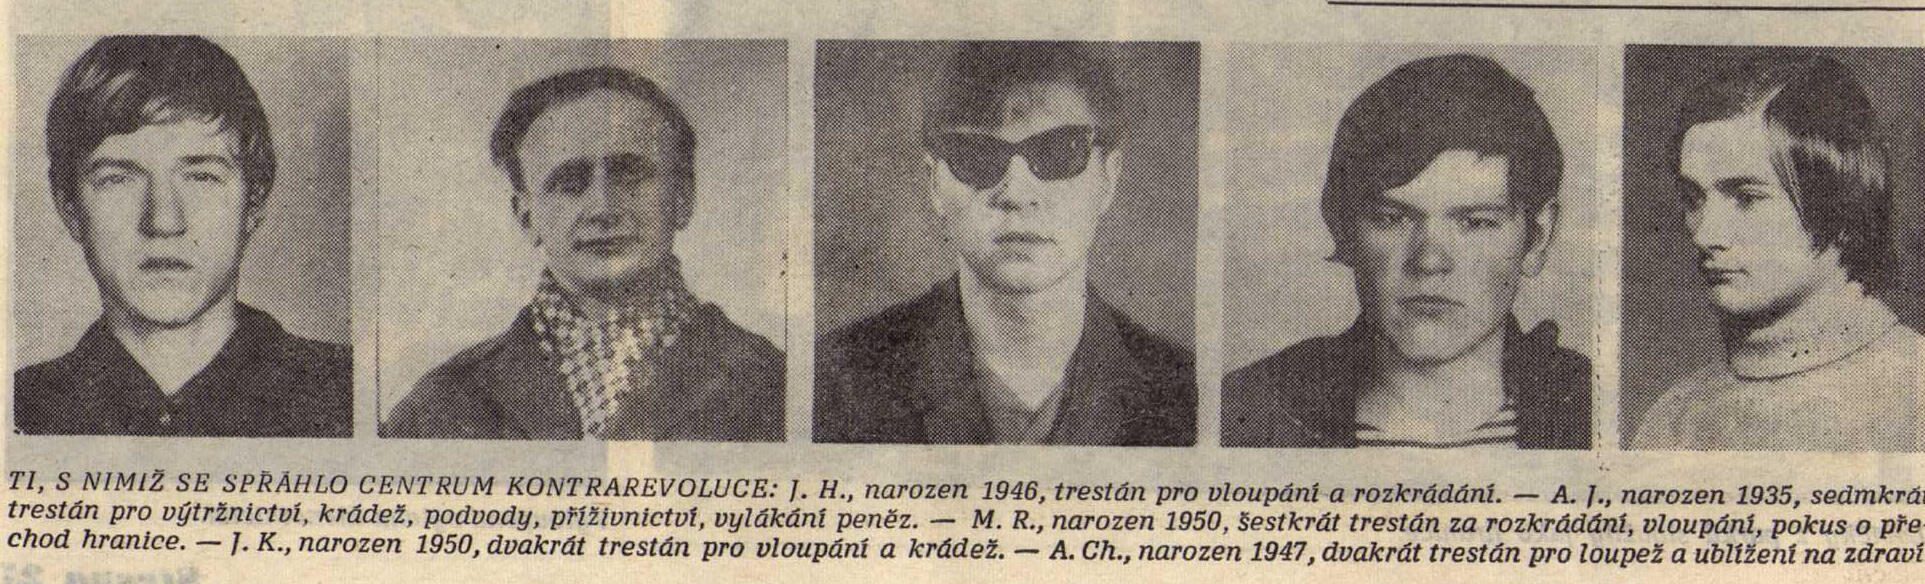 TI, S NIMIŽ SE SPŘÁHLO CENTRUM KONTRAREVOLUCE: J. H., narozen 1946, trestán pro vloupání a rozkrádání. — A. J., narozen 1935, sedmkrát
trestán pro výtržnictví, krádež, podvody, příživnictví, vylákání peněz. — M. R., narozen 1950, šestkrát trestán za rozkrádání, vloupání, pokus o pře-
chod hranice. — J. K., narozen 1950, dvakrát trestán pro vloupání a krádež. — A. Ch., narozen 1947, dvakrát trestán pro loupež a ublížení na zdraví